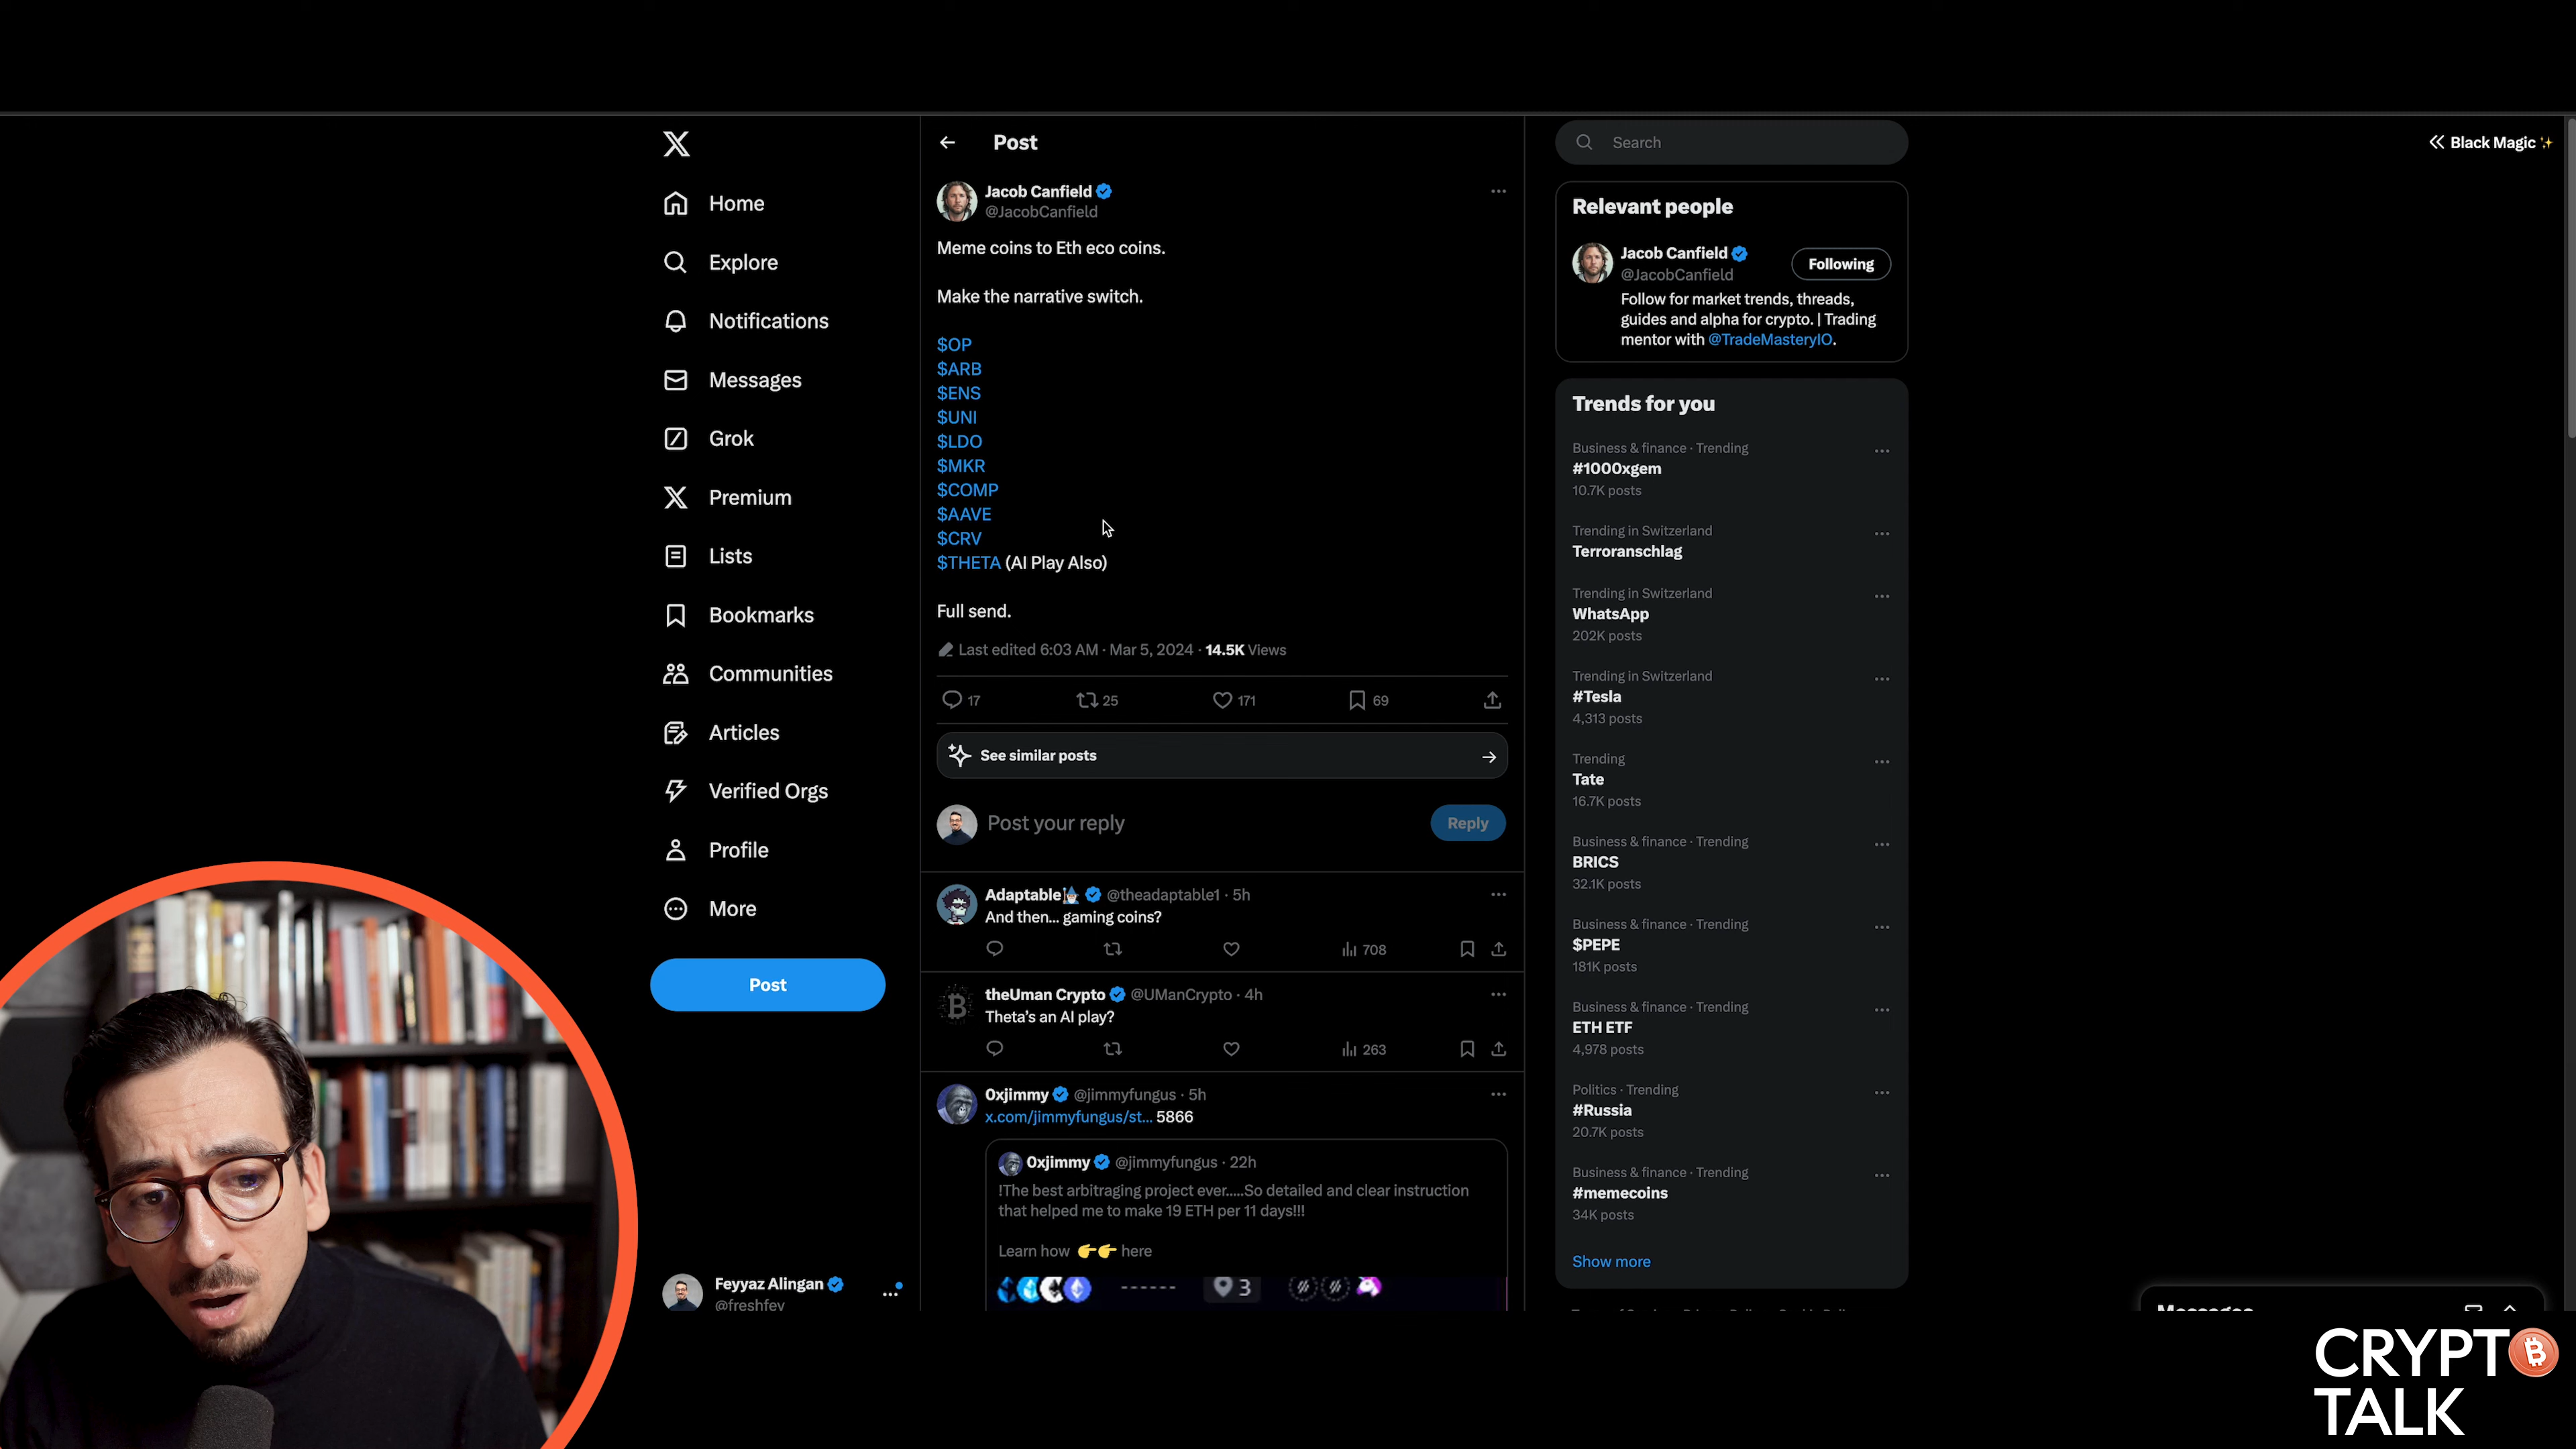 X
Home
Explore
Notifications
Messages
Grok
Premium
Lists
Bookmarks
Communities
Articles
Verified Orgs
Profile
More
Post
Feyyaz Alingan
@freshfey
Post
Jacob Canfield
@JacobCanfield
Meme coins to Eth eco coins.
Make the narrative switch.
$OP
$ARB
$ENS
$UNI
$LDO
$MKR
$COMP
$AAVE
$CRV
$THETA (AI Play Also)
Full send.
Last edited 6:03 AM · Mar 5, 2024 · 14.5K Views
17 25 171 69
See similar posts
Post your reply
Reply
Adaptable @theadaptable1 · 5h
And then... gaming coins?
708
theUman Crypto @UManCrypto · 4h
Theta's an AI play?
263
0xjimmy @jimmyfungus · 5h
x.com/jimmyfungus/st... 5866
0xjimmy @jimmyfungus · 22h
!The best arbitraging project ever.....So detailed and clear instruction
that helped me to make 19 ETH per 11 days!!!
Learn how 👉👉 here
3
Search
Relevant people
Jacob Canfield
@JacobCanfield
Following
Follow for market trends, threads,
guides and alpha for crypto. | Trading
mentor with @TradeMasteryIO.
Trends for you
Business & finance · Trending
#1000xgem
10.7K posts
Trending in Switzerland
Terroranschlag
Trending in Switzerland
WhatsApp
202K posts
Trending in Switzerland
#Tesla
4,313 posts
Trending
Tate
16.7K posts
Business & finance · Trending
BRICS
32.1K posts
Business & finance · Trending
$PEPE
181K posts
Business & finance · Trending
ETH ETF
4,978 posts
Politics · Trending
#Russia
20.7K posts
Business & finance · Trending
#memecoins
34K posts
Show more
Black Magic ✨
Messages
CRYPTO
TALK